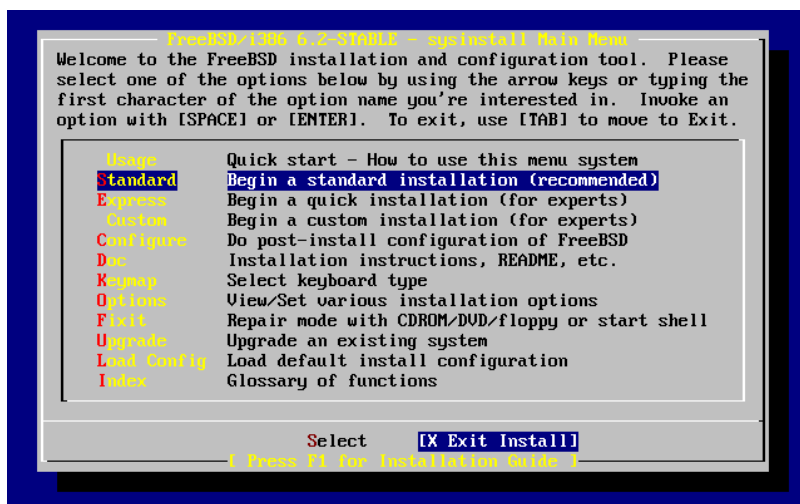 FreeBSD/i386 6.2-STABLE - sysinstall Main Menu
Welcome to the FreeBSD installation and configuration tool.  Please
select one of the options below by using the arrow keys or typing the
first character of the option name you're interested in.  Invoke an
option with [SPACE] or [ENTER].  To exit, use [TAB] to move to Exit.
Usage Quick start - How to use this menu system
Standard Begin a standard installation (recommended)
Express Begin a quick installation (for experts)
Custom Begin a custom installation (for experts)
Configure Do post-install configuration of FreeBSD
Doc Installation instructions, README, etc.
Keymap Select keyboard type
Options View/Set various installation options
Fixit Repair mode with CDROM/DVD/floppy or start shell
Upgrade Upgrade an existing system
Load Config Load default install configuration
Index Glossary of functions
Select [X Exit Install]
[ Press F1 for Installation Guide ]